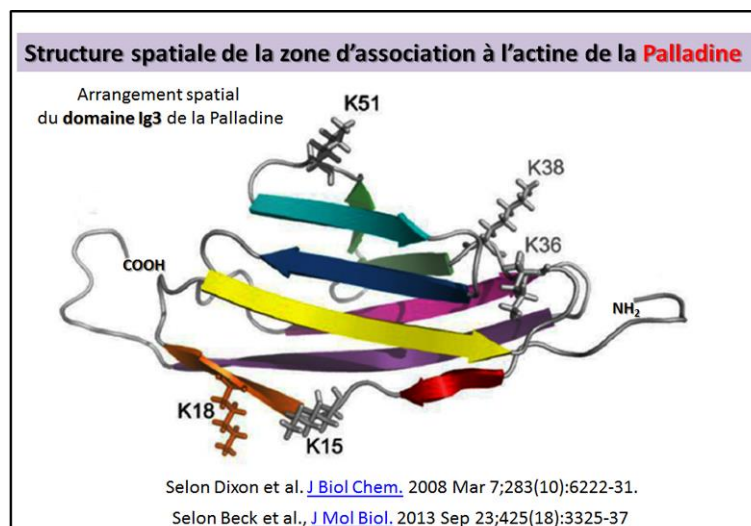 Structure spatiale de la zone d’association à l’actine de la Palladine
Arrangement spatial
du domaine Ig3 de la Palladine
K51
K38
K36
COOH
NH2
K18
K15
Selon Dixon et al. J Biol Chem. 2008 Mar 7;283(10):6222-31.
Selon Beck et al., J Mol Biol. 2013 Sep 23;425(18):3325-37